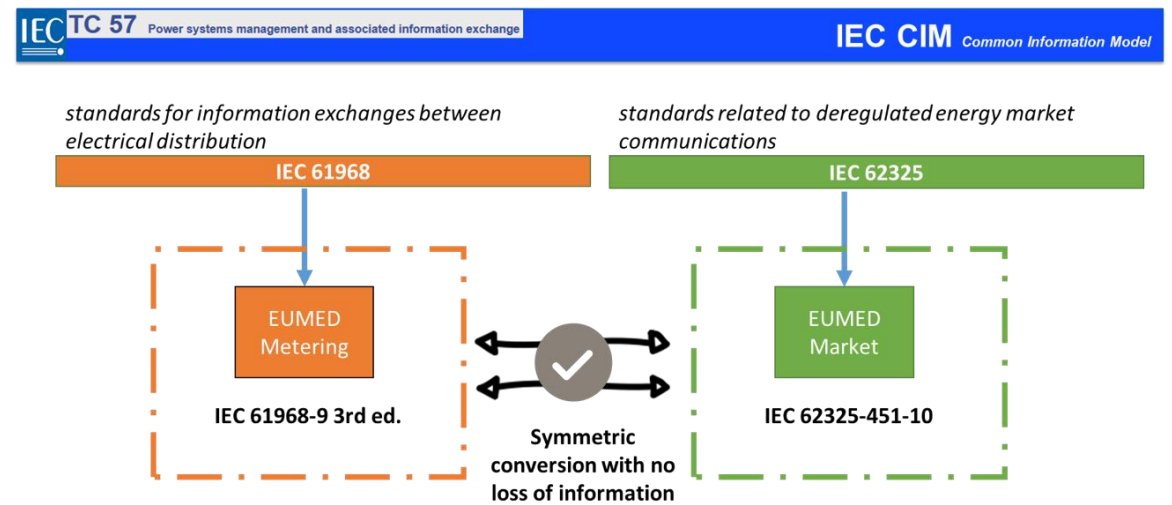 IEC TC 57 Power systems management and associated information exchange
IEC CIM Common Information Model
standards for information exchanges between
electrical distribution
standards related to deregulated energy market
communications
IEC 61968
IEC 62325
EUMED
Metering
EUMED
Market
IEC 61968-9 3rd ed.
IEC 62325-451-10
Symmetric
conversion with no
loss of information